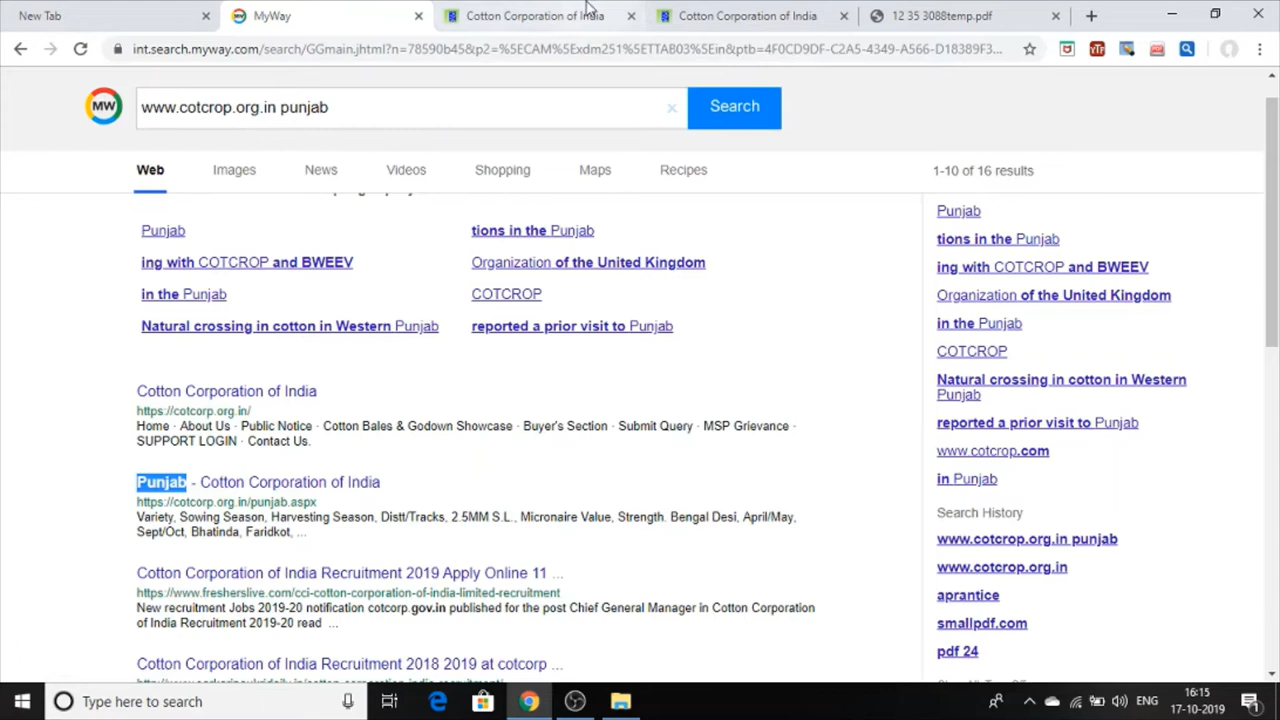 New Tab
MyWay
Cotton Corporation of India
Cotton Corporation of India
12 35 3088temp.pdf
int.search.myway.com/search/GGmain.jhtml?n=78590b45&p2=%5ECAM%5Exdm251%5ETTAB03%5Ein&ptb=4F0CD9DF-C2A5-4349-A566-D18389F3...
MW
www.cotcrop.org.in punjab
Search
Web
Images
News
Videos
Shopping
Maps
Recipes
1-10 of 16 results
Punjab
tions in the Punjab
ing with COTCROP and BWEEV
Organization of the United Kingdom
in the Punjab
COTCROP
Natural crossing in cotton in Western Punjab
reported a prior visit to Punjab
Cotton Corporation of India
https://cotcorp.org.in/
Home · About Us · Public Notice · Cotton Bales & Godown Showcase · Buyer's Section · Submit Query · MSP Grievance ·
SUPPORT LOGIN · Contact Us.
Punjab - Cotton Corporation of India
https://cotcorp.org.in/punjab.aspx
Variety, Sowing Season, Harvesting Season, Distt/Tracks, 2.5MM S.L., Micronaire Value, Strength. Bengal Desi, April/May,
Sept/Oct, Bhatinda, Faridkot, ...
Cotton Corporation of India Recruitment 2019 Apply Online 11 ...
https://www.fresherslive.com/cci-cotton-corporation-of-india-limited-recruitment
New recruitment Jobs 2019-20 notification cotcorp.gov.in published for the post Chief General Manager in Cotton Corporation
of India Recruitment 2019-20 read ...
Cotton Corporation of India Recruitment 2018 2019 at cotcorp ...
Punjab
tions in the Punjab
ing with COTCROP and BWEEV
Organization of the United Kingdom
in the Punjab
COTCROP
Natural crossing in cotton in Western
Punjab
reported a prior visit to Punjab
www cotcrop.com
in Punjab
Search History
www.cotcrop.org.in punjab
www.cotcrop.org.in
aprantice
smallpdf.com
pdf 24
Type here to search
ENG
16:15
17-10-2019